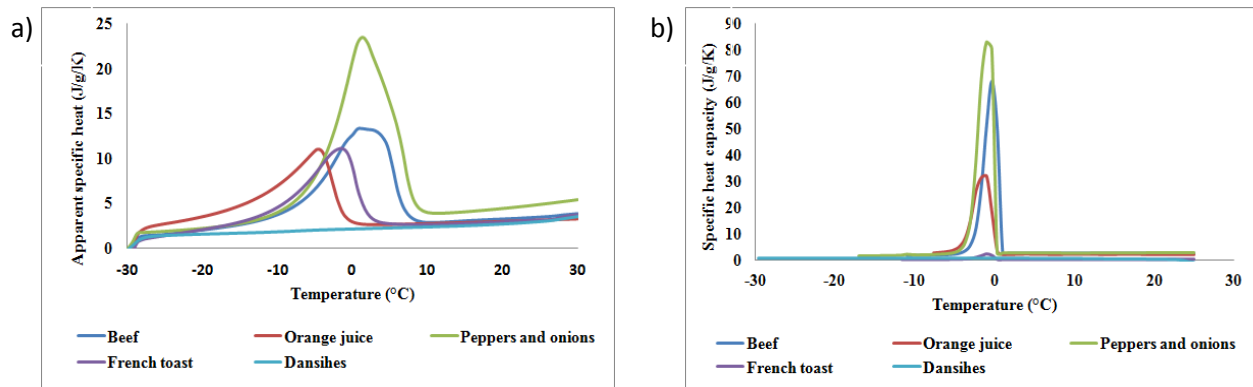 a)
Apparent specific heat (J/g/K)
25
20
15
10
5
0
-30 -20 -10 0 10 20 30
Temperature (°C)
Beef Orange juice Peppers and onions
French toast Dansihes
b)
Specific heat capacity (J/g/K)
90
80
70
60
50
40
30
20
10
0
-30 -20 -10 0 10 20 30
Temperature (°C)
Beef Orange juice Peppers and onions
French toast Dansihes